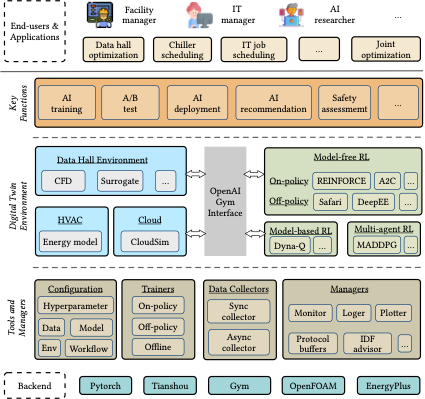 End-users &
Applications
Facility
manager
IT
manager
AI
researcher
...
Data hall
optimization
Chiller
scheduling
IT job
scheduling
...
Joint
optimization
Key
Functions
AI
training
A/B
test
AI
deployment
AI
recommendation
Safety
assessmemt
...
Digital Twin
Environment
Data Hall Environment
CFD
Surrogate
...
HVAC
Energy model
Cloud
CloudSim
OpenAI
Gym
Interface
Model-free RL
On-policy
REINFORCE
A2C
...
Off-policy
Safari
DeepEE
...
Model-based RL
Dyna-Q
...
Multi-agent RL
MADDPG
...
Tools and
Managers
Configuration
Hyperparameter
Data
Model
Env
Workflow
Trainers
On-policy
Off-policy
Offline
Data Collectors
Sync
collector
Async
collector
Managers
Monitor
Loger
Plotter
Protocol
buffers
IDF
advisor
...
Backend
Pytorch
Tianshou
Gym
OpenFOAM
EnergyPlus